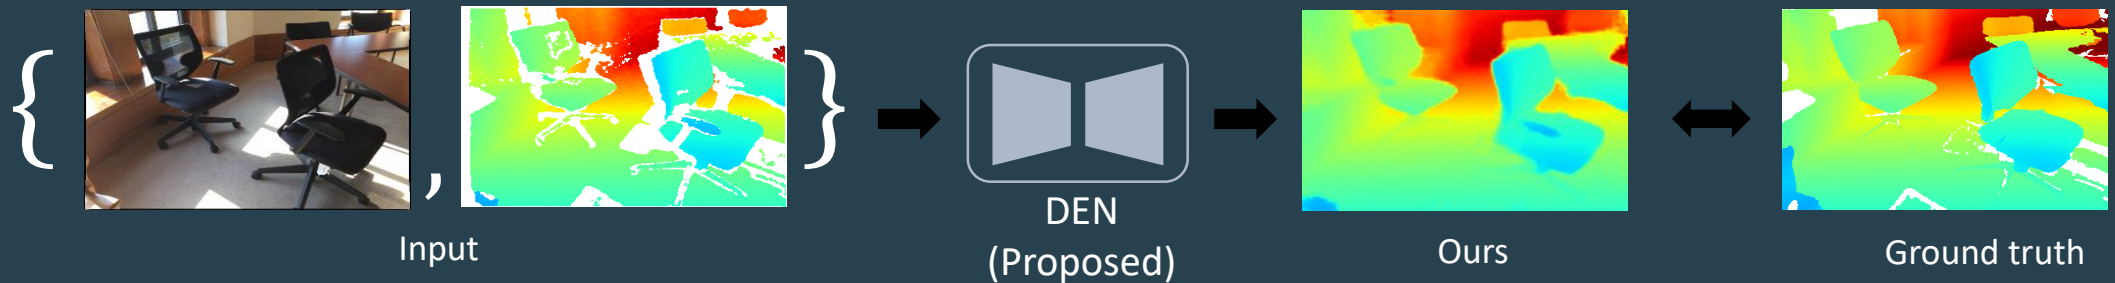 { , }
Input
DEN
(Proposed)
Ours
Ground truth